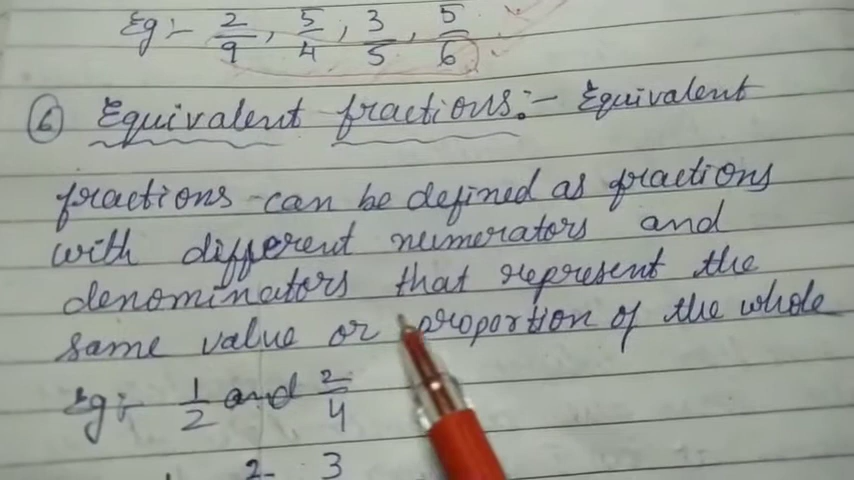 Eg:- 2/9, 5/4, 3/5, 5/6
⑥ Equivalent fractions:- Equivalent
fractions can be defined as fractions
with different numerators and
denominators that represent the
same value or proportion of the whole
Eg:- 1/2 and 2/4
2 3